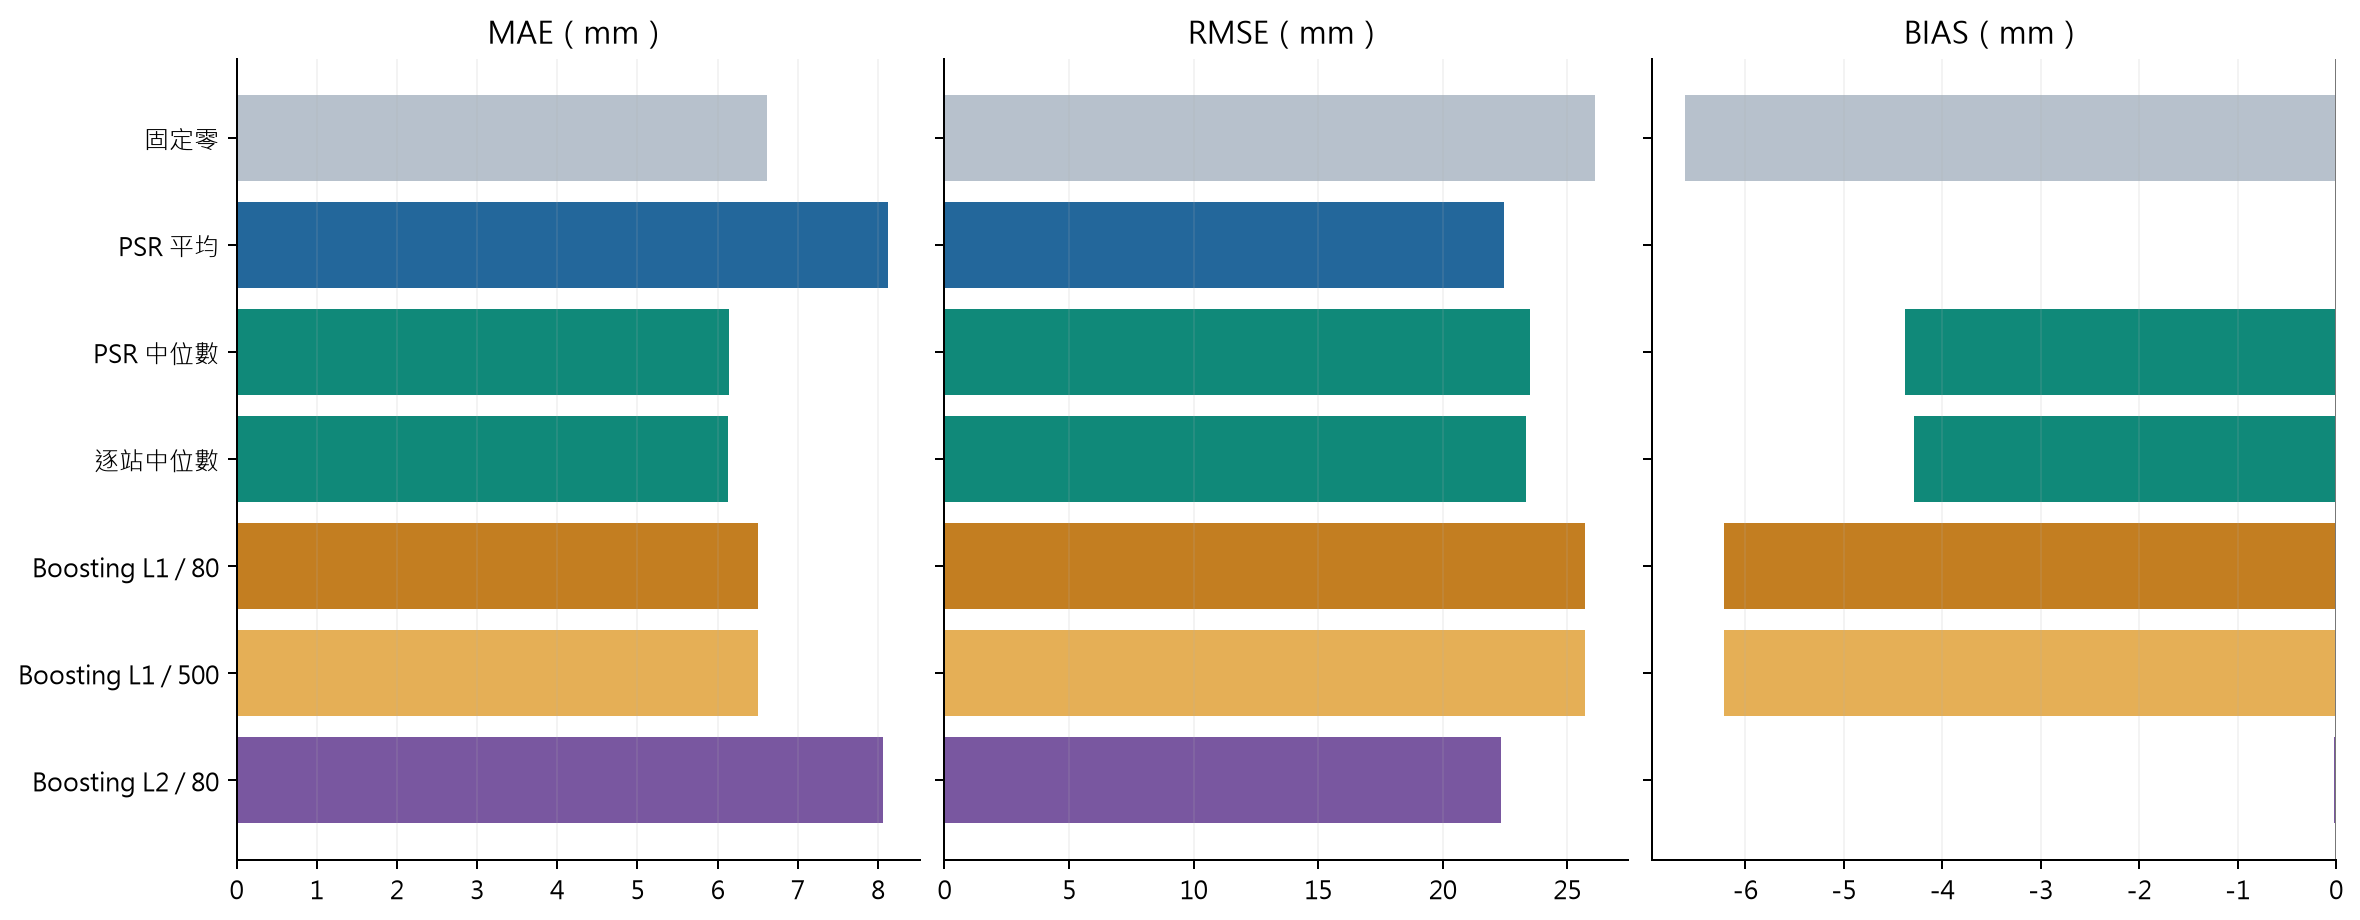 MAE（mm）
RMSE（mm）
BIAS（mm）
固定零
PSR 平均
PSR 中位數
逐站中位數
Boosting L1 / 80
Boosting L1 / 500
Boosting L2 / 80
0 1 2 3 4 5 6 7 8
0 5 10 15 20 25
-6 -5 -4 -3 -2 -1 0